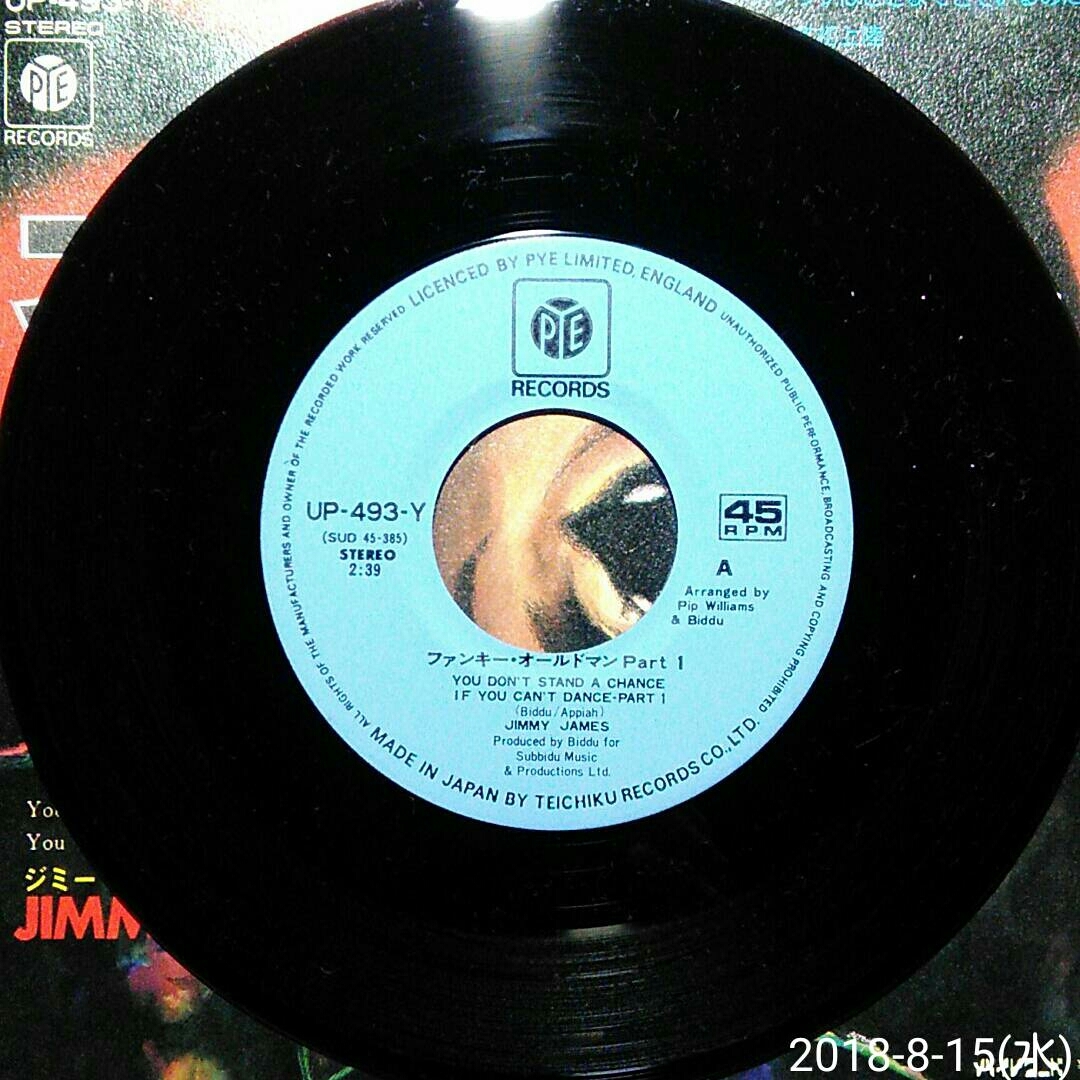 UP-493-Y
STEREO
PYE
RECORDS
LICENCED BY PYE LIMITED, ENGLAND
UNAUTHORIZED PUBLIC PERFORMANCE, BROADCASTING AND COPYING PROHIBITED
ALL RIGHTS OF THE MANUFACTURERS AND OWNER OF THE RECORDED WORK RESERVED
PYE
RECORDS
UP-493-Y
(SUD 45-385)
STEREO
2:39
45
RPM
A
Arranged by
Pip Williams
& Biddu
ファンキー・オールドマン Part 1
YOU DON'T STAND A CHANCE
IF YOU CAN'T DANCE-PART 1
(Biddu/Appiah)
JIMMY JAMES
Produced by Biddu for
Subbidu Music
& Productions Ltd.
MADE IN JAPAN BY TEICHIKU RECORDS CO., LTD.
You
You
ジミー
JIMM
2018-8-15(水)